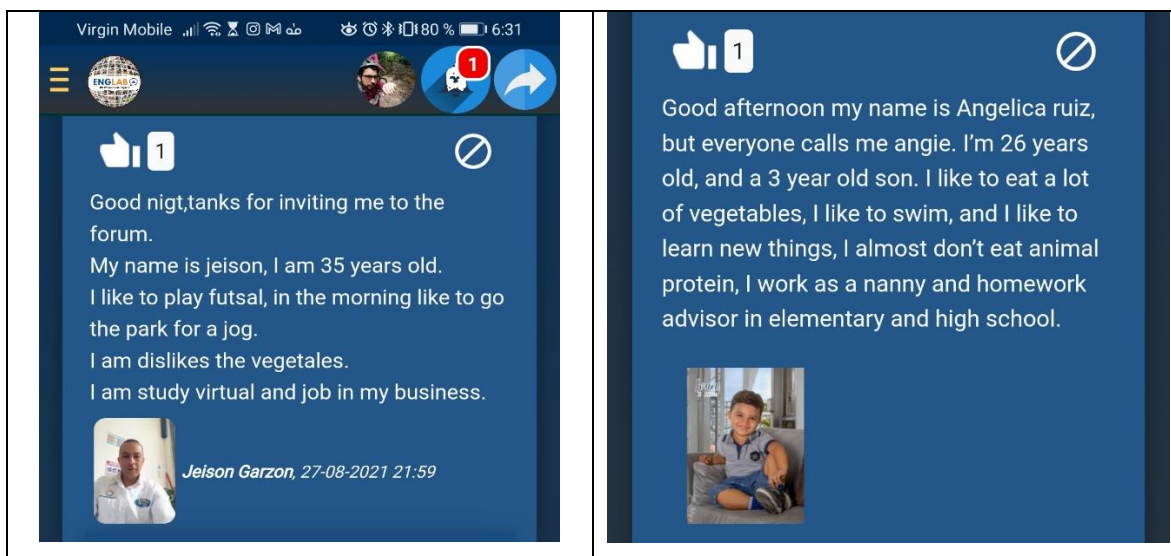 Virgin Mobile 80 % 6:31
ENGLAB
1
1
Good nigt,tanks for inviting me to the
forum.
My name is jeison, I am 35 years old.
I like to play futsal, in the morning like to go
the park for a jog.
I am dislikes the vegetales.
I am study virtual and job in my business.
Jeison Garzon, 27-08-2021 21:59
1
Good afternoon my name is Angelica ruiz,
but everyone calls me angie. I'm 26 years
old, and a 3 year old son. I like to eat a lot
of vegetables, I like to swim, and I like to
learn new things, I almost don't eat animal
protein, I work as a nanny and homework
advisor in elementary and high school.